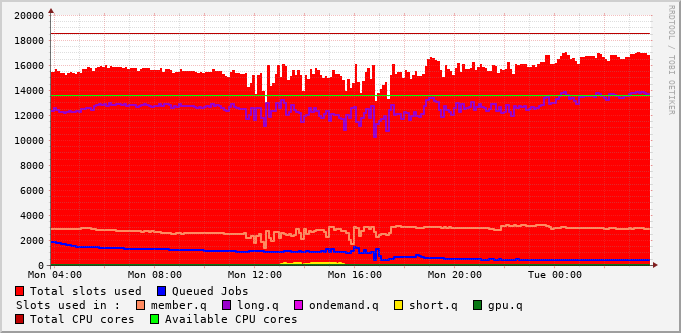 20000
18000
16000
14000
12000
10000
8000
6000
4000
2000
0
Mon 04:00 Mon 08:00 Mon 12:00 Mon 16:00 Mon 20:00 Tue 00:00
RRDTOOL / TOBI OETIKER
Total slots used Queued Jobs
Slots used in : member.q long.q ondemand.q short.q gpu.q
Total CPU cores Available CPU cores